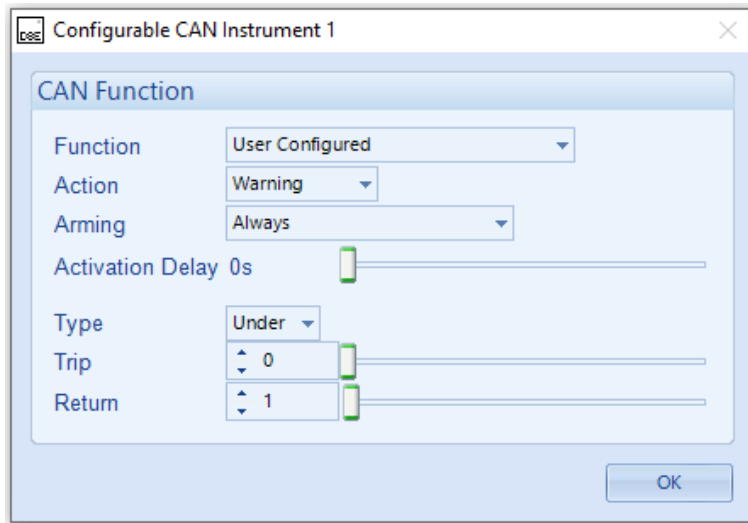 DSE Configurable CAN Instrument 1
CAN Function
Function User Configured
Action Warning
Arming Always
Activation Delay 0s
Type Under
Trip 0
Return 1
OK